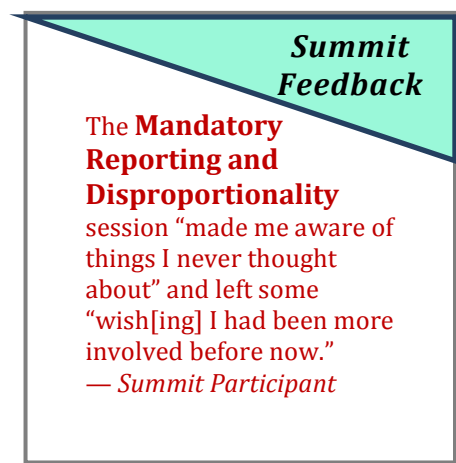 Summit
Feedback
The Mandatory
Reporting and
Disproportionality
session “made me aware of
things I never thought
about” and left some
“wish[ing] I had been more
involved before now.”
— Summit Participant